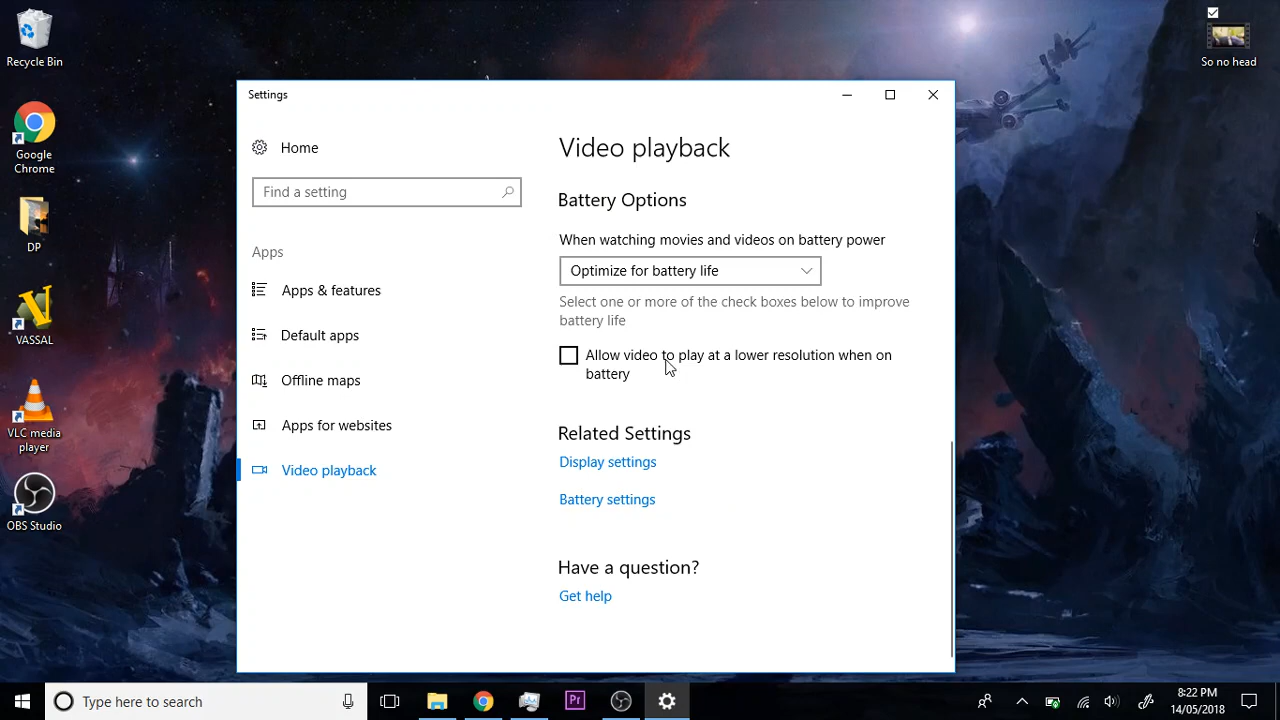 Recycle Bin
Google
Chrome
DP
VASSAL
VLC media
player
OBS Studio
So no head
Settings
Home
Find a setting
Apps
Apps & features
Default apps
Offline maps
Apps for websites
Video playback
Video playback
Battery Options
When watching movies and videos on battery power
Optimize for battery life
Select one or more of the check boxes below to improve
battery life
Allow video to play at a lower resolution when on
battery
Related Settings
Display settings
Battery settings
Have a question?
Get help
Type here to search
Pr
8:22 PM
14/05/2018